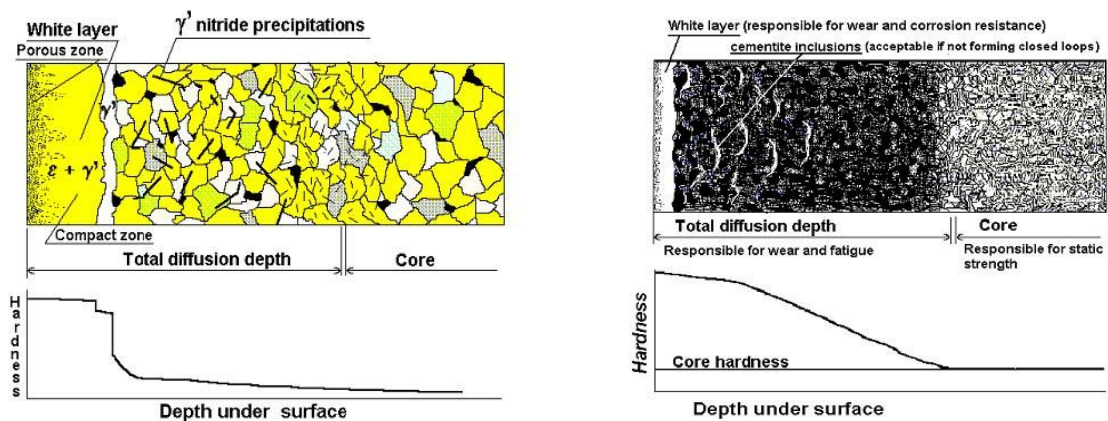 White layer
γ' nitride precipitations
Porous zone
γ'
ε + γ'
Compact zone
Total diffusion depth
Core
Hardness
Depth under surface
White layer (responsible for wear and corrosion resistance)
cementite inclusions (acceptable if not forming closed loops)
Total diffusion depth
Core
Responsible for wear and fatigue
Responsible for static
strength
Hardness
Core hardness
Depth under surface